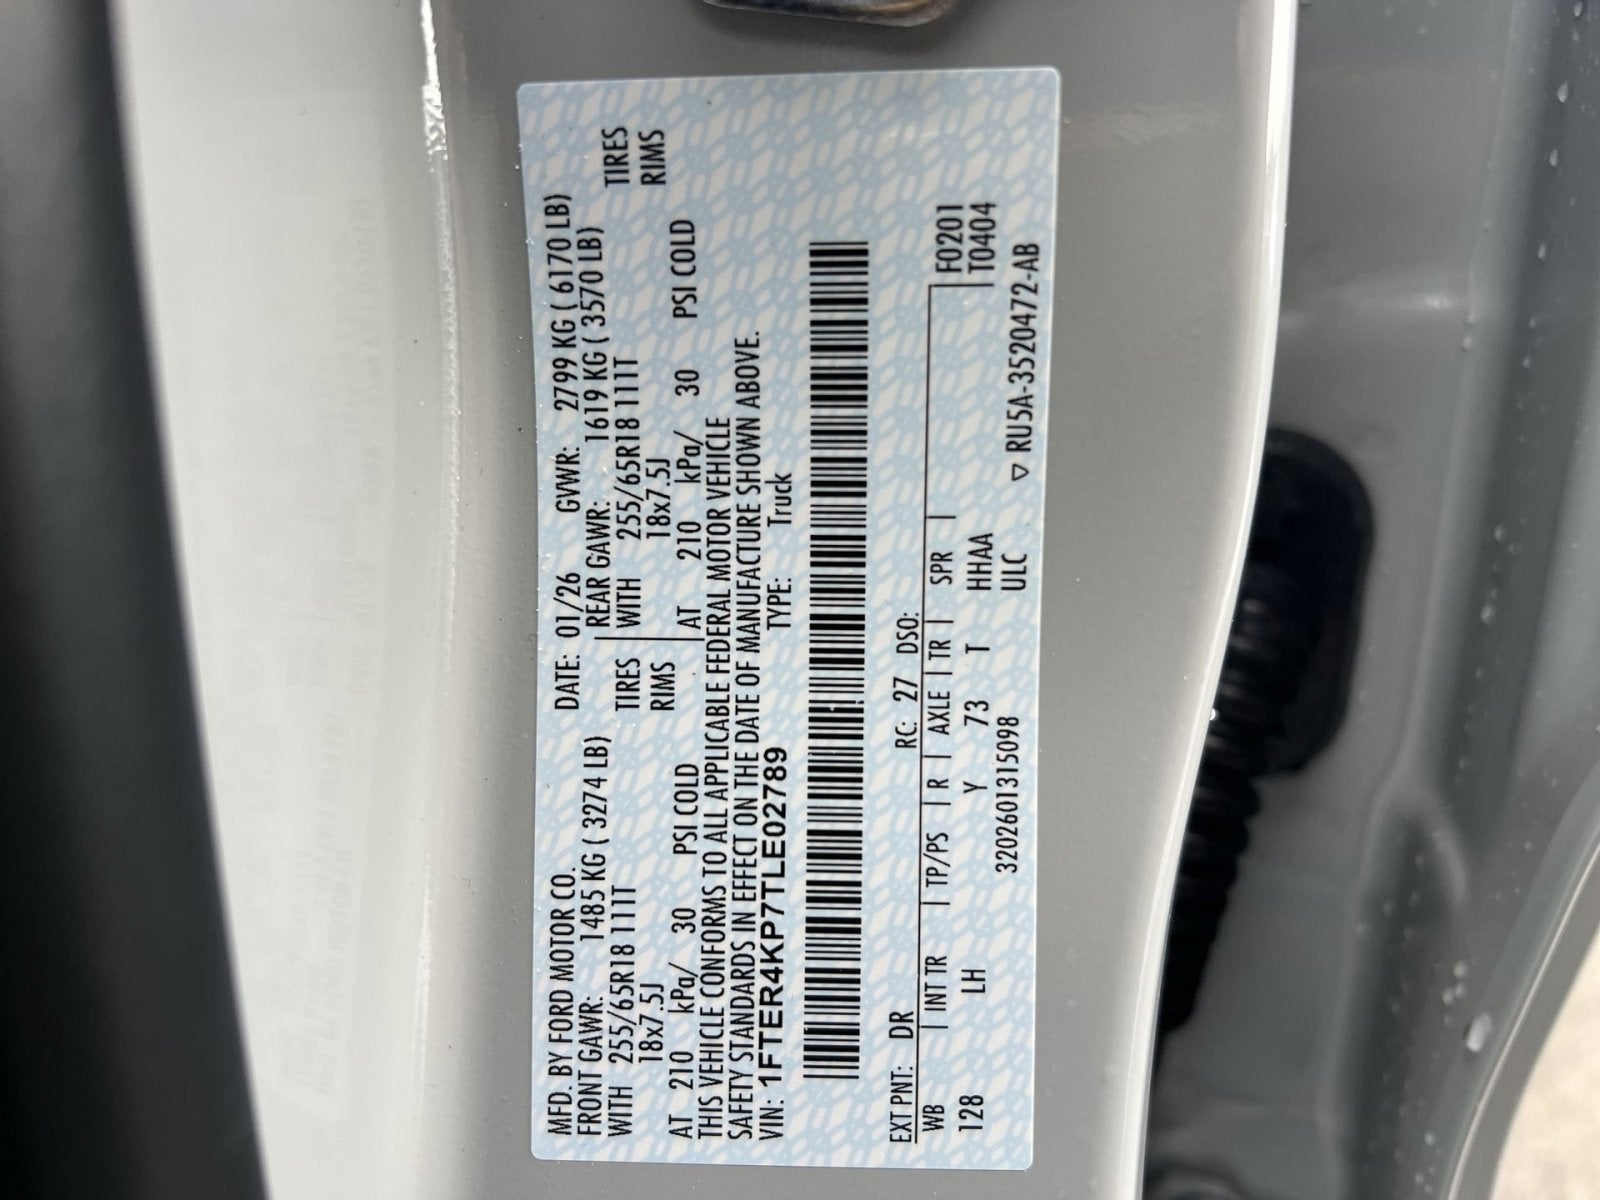 MFD. BY FORD MOTOR CO.
DATE: 01/26 GVWR: 2799 KG ( 6170 LB)
FRONT GAWR: 1485 KG ( 3274 LB) REAR GAWR: 1619 KG ( 3570 LB)
WITH 255/65R18 111T TIRES WITH 255/65R18 111T TIRES
18x7.5J RIMS 18x7.5J RIMS
AT 210 kPa/ 30 PSI COLD AT 210 kPa/ 30 PSI COLD
THIS VEHICLE CONFORMS TO ALL APPLICABLE FEDERAL MOTOR VEHICLE
SAFETY STANDARDS IN EFFECT ON THE DATE OF MANUFACTURE SHOWN ABOVE.
VIN: 1FTER4KP7TLE02789 TYPE: Truck
EXT PNT: DR RC: 27 DSO: F0201
WB INT TR TP/PS R AXLE TR SPR T0404
128 LH Y 73 T HHAA
3202601315098 ULC ▽ RU5A-3520472-AB